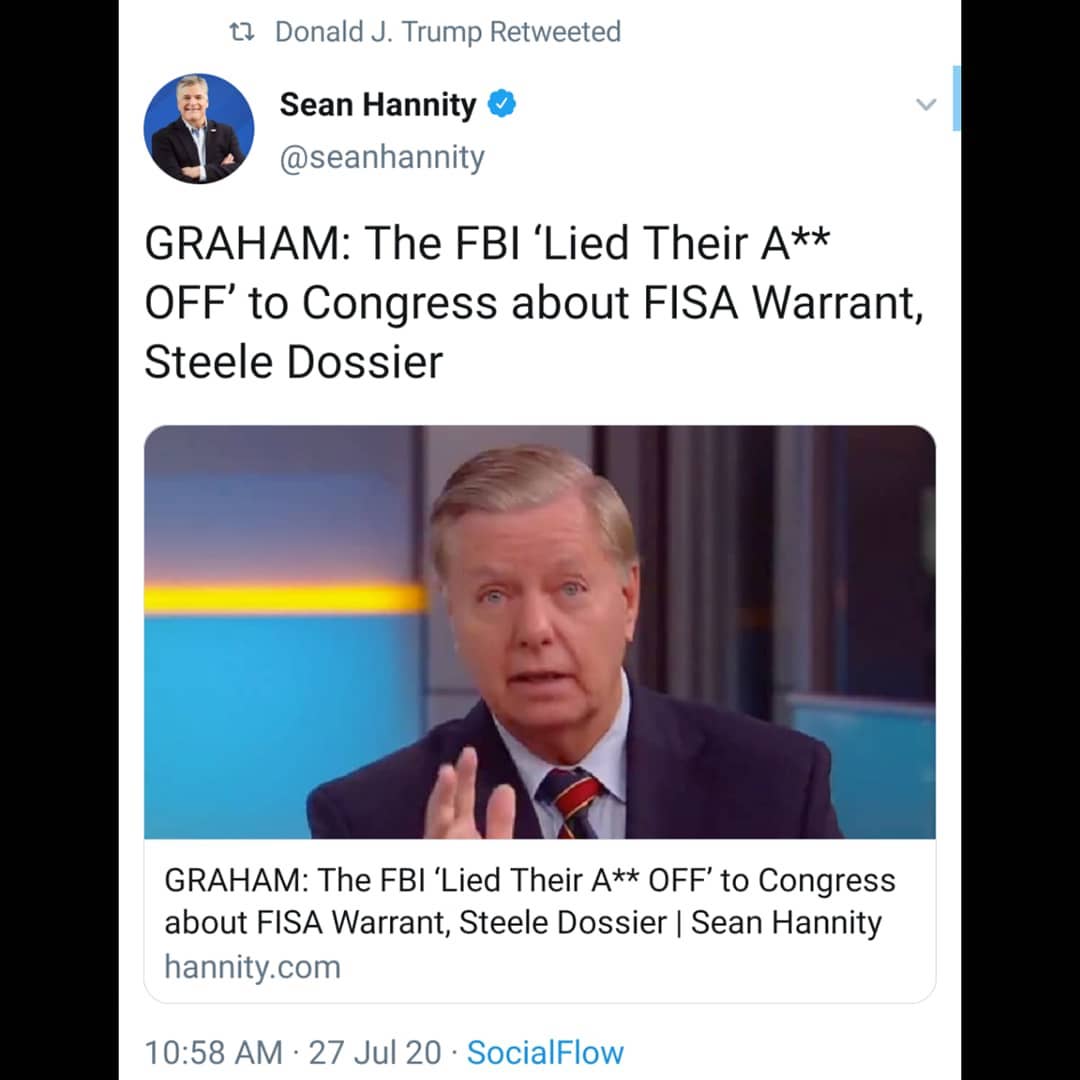 Donald J. Trump Retweeted
Sean Hannity
@seanhannity
GRAHAM: The FBI ‘Lied Their A**
OFF’ to Congress about FISA Warrant,
Steele Dossier
GRAHAM: The FBI ‘Lied Their A** OFF’ to Congress
about FISA Warrant, Steele Dossier | Sean Hannity
hannity.com
10:58 AM · 27 Jul 20 · SocialFlow